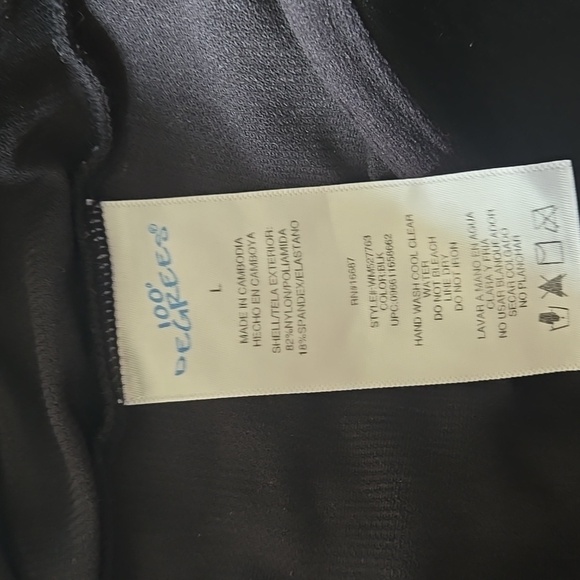 100°
DEGREES®
L
MADE IN CAMBODIA
HECHO EN CAMBOYA
SHELL/TELA EXTERIOR:
82%NYLON/POLIAMIDA
18%SPANDEX/ELASTANO
STYLE#:WM527763
COLOR:BLK
HAND WASH COOL CLEAR
WATER
DO NOT BLEACH
LINE DRY
DO NOT IRON
LAVAR A MANO EN AGUA
CLARA Y FRIA
NO USAR BLANQUEADOR
SECAR COLGADO
NO PLANCHAR